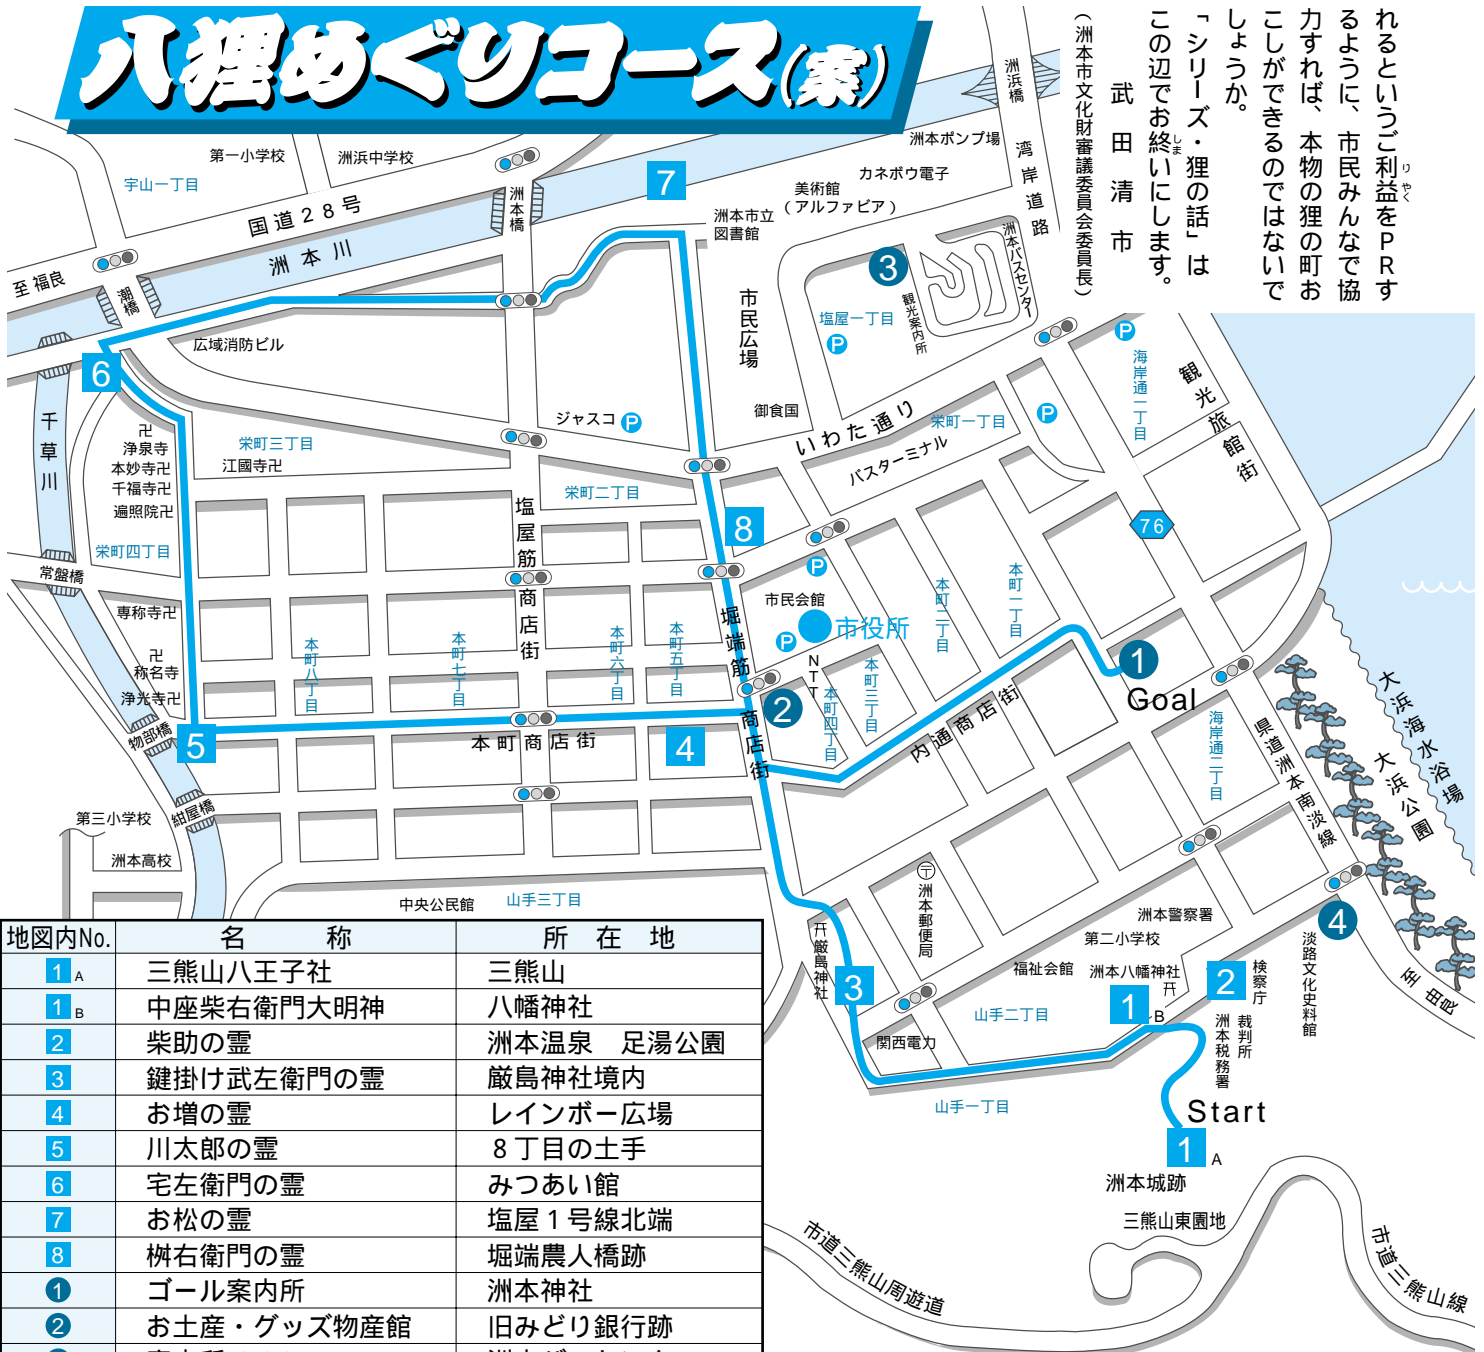 八狸めぐりコース(案)
れるというご利益をPRす
りやく
るように、市民みんなで協
力すれば、本物の狸の町お
こしができるのではないで
しょうか。
「シリーズ・狸の話」は
この辺でお終いにします。
しま
武田清市
(洲本市文化財審議委員会委員長)
洲浜橋
湾岸道路
洲本ポンプ場
カネボウ電子
美術館
(アルファビア)
第一小学校
洲浜中学校
宇山一丁目
国道28号
洲本橋
7
洲本市立
図書館
洲本川
至福良
潮橋
3
洲本バスセンター
観光案内所
塩屋一丁目
P
市民広場
広域消防ビル
6
P
海岸通一丁目
観光旅館街
千草川
ジャスコ
P
御食国
いわた通り
栄町一丁目
P
バスターミナル
卍
浄泉寺
本妙寺卍
千福寺卍
遍照院卍
栄町三丁目
江國寺卍
栄町二丁目
塩屋筋商店街
8
76
栄町四丁目
常盤橋
専称寺卍
卍
称名寺
浄光寺卍
物部橋
5
P
市民会館
市役所
P
NTT
堀端筋商店街
本町一丁目
本町二丁目
本町三丁目
本町四丁目
本町五丁目
本町六丁目
本町七丁目
本町八丁目
2
1
Goal
4
本町商店街
内通商店街
海岸通二丁目
県道洲本南淡線
大浜海水浴場
大浜公園
紺屋橋
第三小学校
洲本高校
中央公民館
山手三丁目
厳島神社
3
〒
洲本郵便局
洲本警察署
第二小学校
福祉会館
洲本八幡神社
1
B
2
検察庁
裁判所
洲本税務署
4
淡路文化史料館
至由良
山手二丁目
関西電力
山手一丁目
Start
1
A
洲本城跡
三熊山東園地
市道三熊山周遊道
市道三熊山線
地図内No. 名称 所在地
1 A 三熊山八王子社 三熊山
1 B 中座柴右衛門大明神 八幡神社
2 柴助の霊 洲本温泉 足湯公園
3 鍵掛け武左衛門の霊 厳島神社境内
4 お増の霊 レインボー広場
5 川太郎の霊 8丁目の土手
6 宅左衛門の霊 みつあい館
7 お松の霊 塩屋1号線北端
8 桝右衛門の霊 堀端農人橋跡
1 ゴール案内所 洲本神社
2 お土産・グッズ物産館 旧みどり銀行跡